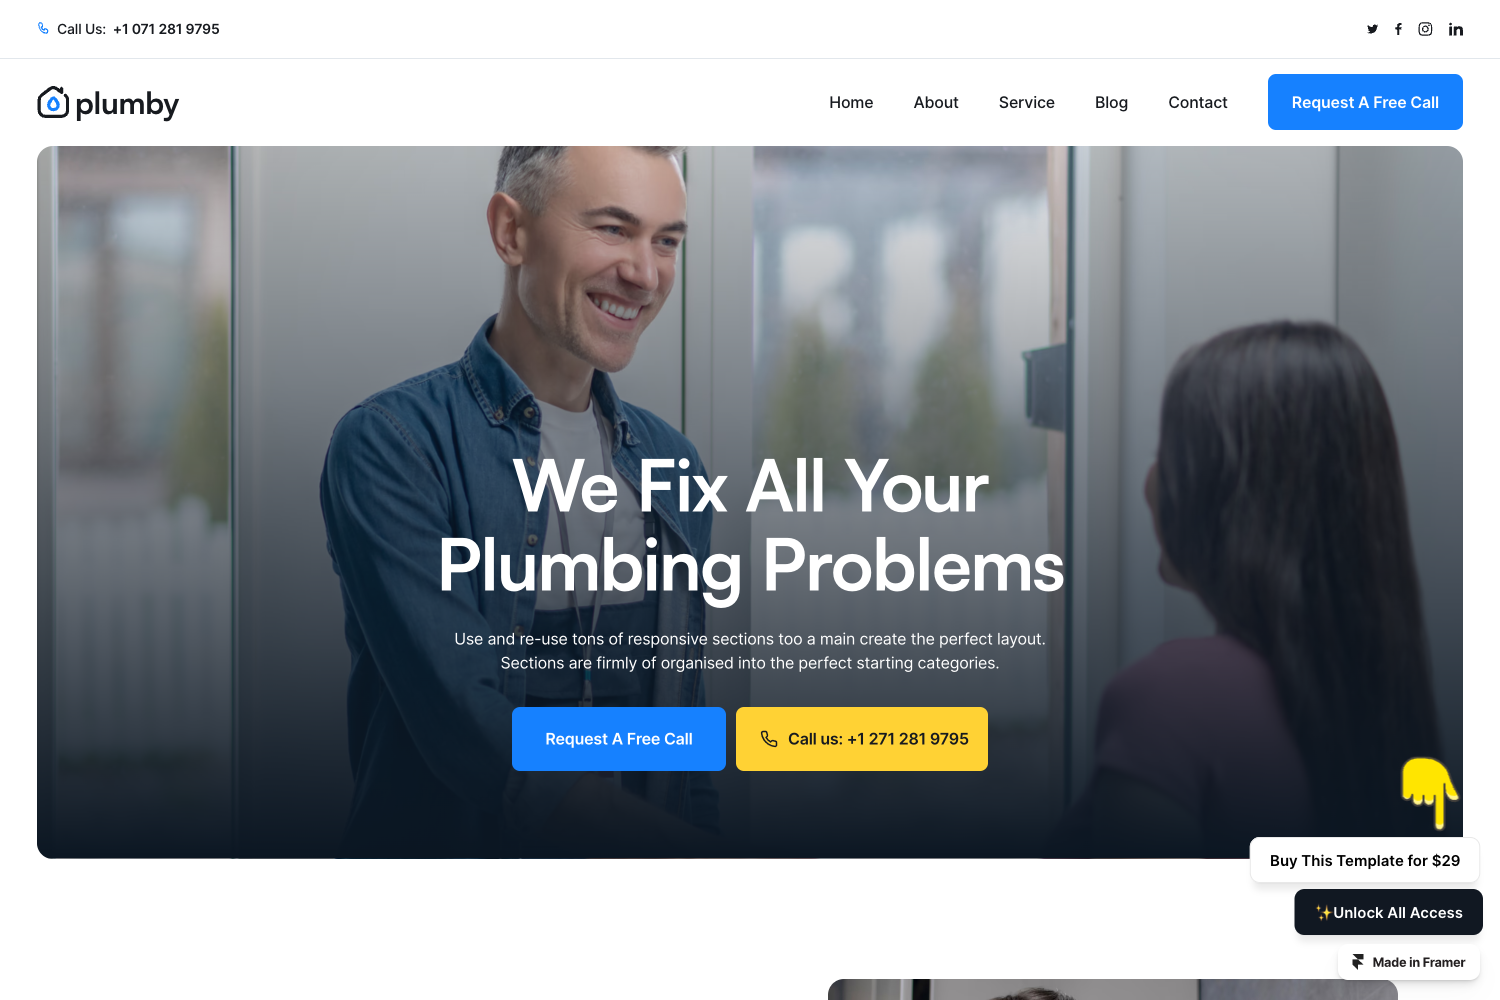 Call Us: +1 071 281 9795
plumby
Home About Service Blog Contact Request A Free Call
We Fix All Your
Plumbing Problems
Use and re-use tons of responsive sections too a main create the perfect layout.
Sections are firmly of organised into the perfect starting categories.
Request A Free Call
Call us: +1 271 281 9795
Buy This Template for $29
✨Unlock All Access
Made in Framer